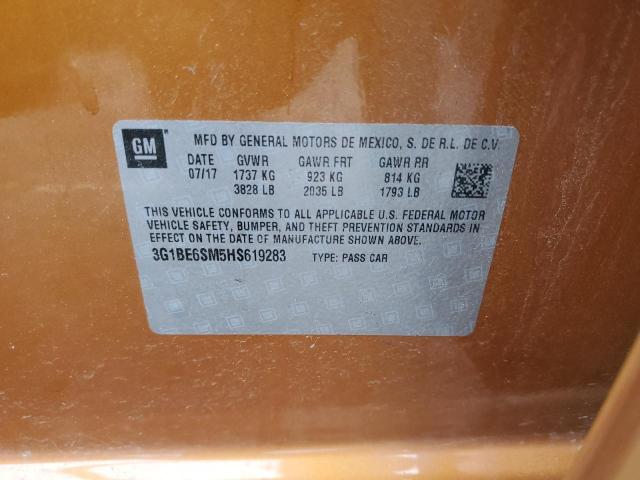 GM
MFD BY GENERAL MOTORS DE MEXICO, S. DE R.L. DE C.V.
DATE GVWR GAWR FRT GAWR RR
07/17 1737 KG 923 KG 814 KG
3828 LB 2035 LB 1793 LB
THIS VEHICLE CONFORMS TO ALL APPLICABLE U.S. FEDERAL MOTOR
VEHICLE SAFETY, BUMPER, AND THEFT PREVENTION STANDARDS IN
EFFECT ON THE DATE OF MANUFACTURE SHOWN ABOVE.
3G1BE6SM5HS619283 TYPE: PASS CAR